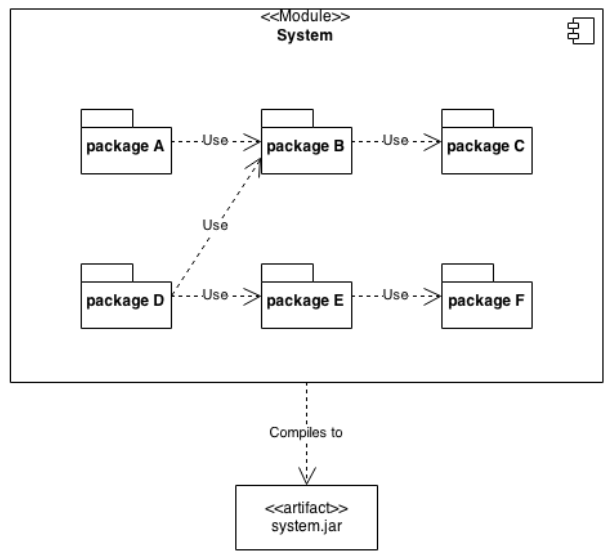 <<Module>>
System
package A
Use
package B
Use
package C
Use
package D
Use
package E
Use
package F
Compiles to
<<artifact>>
system.jar